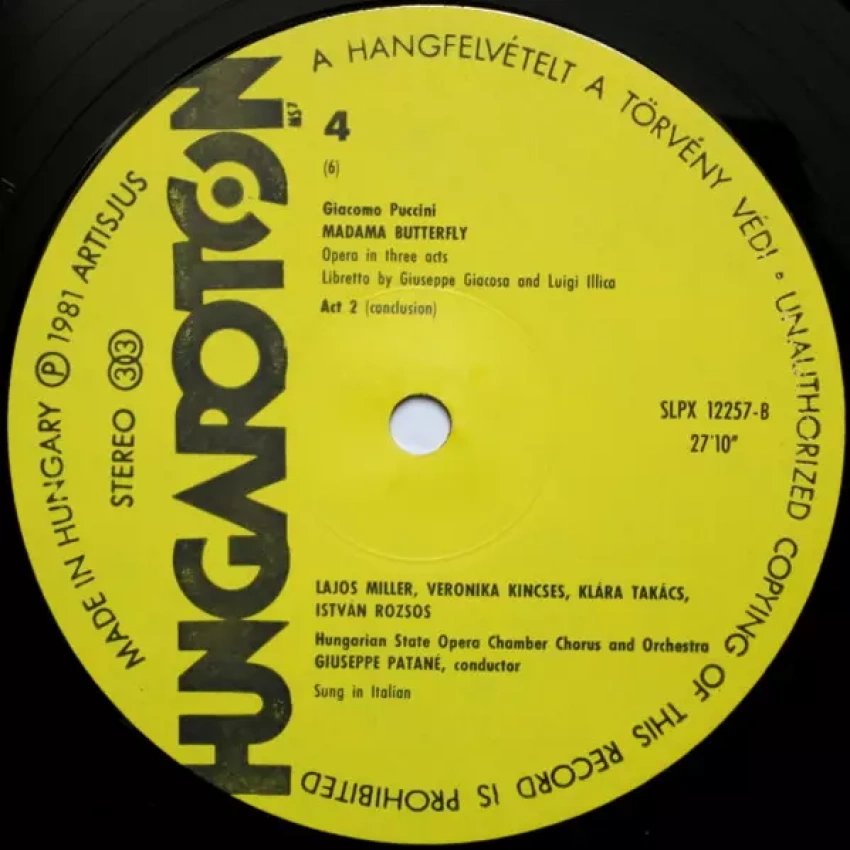 HUNGAROTON
MSZ
A HANGFELVÉTELT A TÖRVÉNY VÉDI • UNAUTHORIZED COPYING OF THIS RECORD IS PROHIBITED
MADE IN HUNGARY Ⓟ 1981 ARTISJUS
STEREO 33
4
(6)
Giacomo Puccini
MADAMA BUTTERFLY
Opera in three acts
Libretto by Giuseppe Giacosa and Luigi Illica
Act 2 (conclusion)
SLPX 12257-B
27'10"
LAJOS MILLER, VERONIKA KINCSES, KLÁRA TAKÁCS,
ISTVÁN ROZSOS
Hungarian State Opera Chamber Chorus and Orchestra
GIUSEPPE PATANÉ, conductor
Sung in Italian